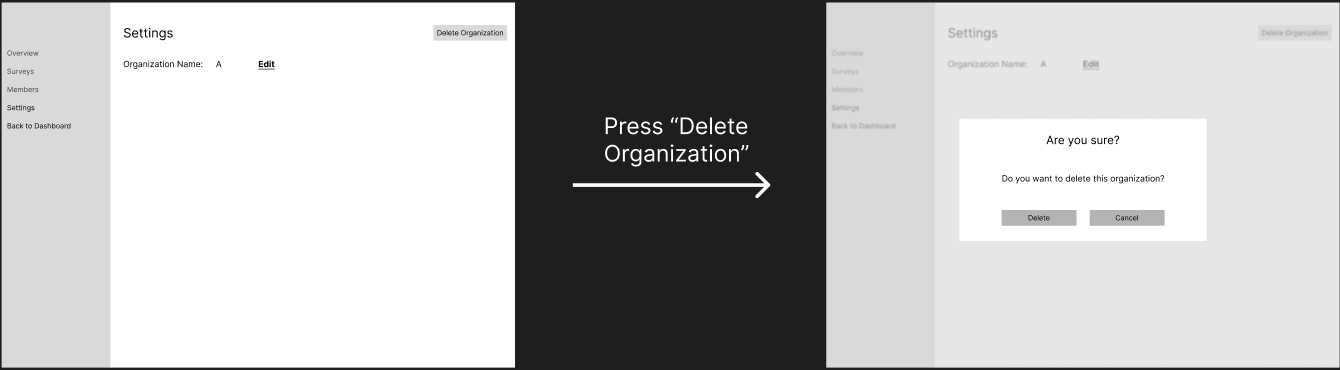 Settings
Delete Organization
Overview
Organization Name: A Edit
Surveys
Members
Settings
Back to Dashboard
Press “Delete
Organization”
Settings
Delete Organization
Overview
Organization Name: A Edit
Surveys
Members
Settings
Back to Dashboard
Are you sure?
Do you want to delete this organization?
Delete Cancel